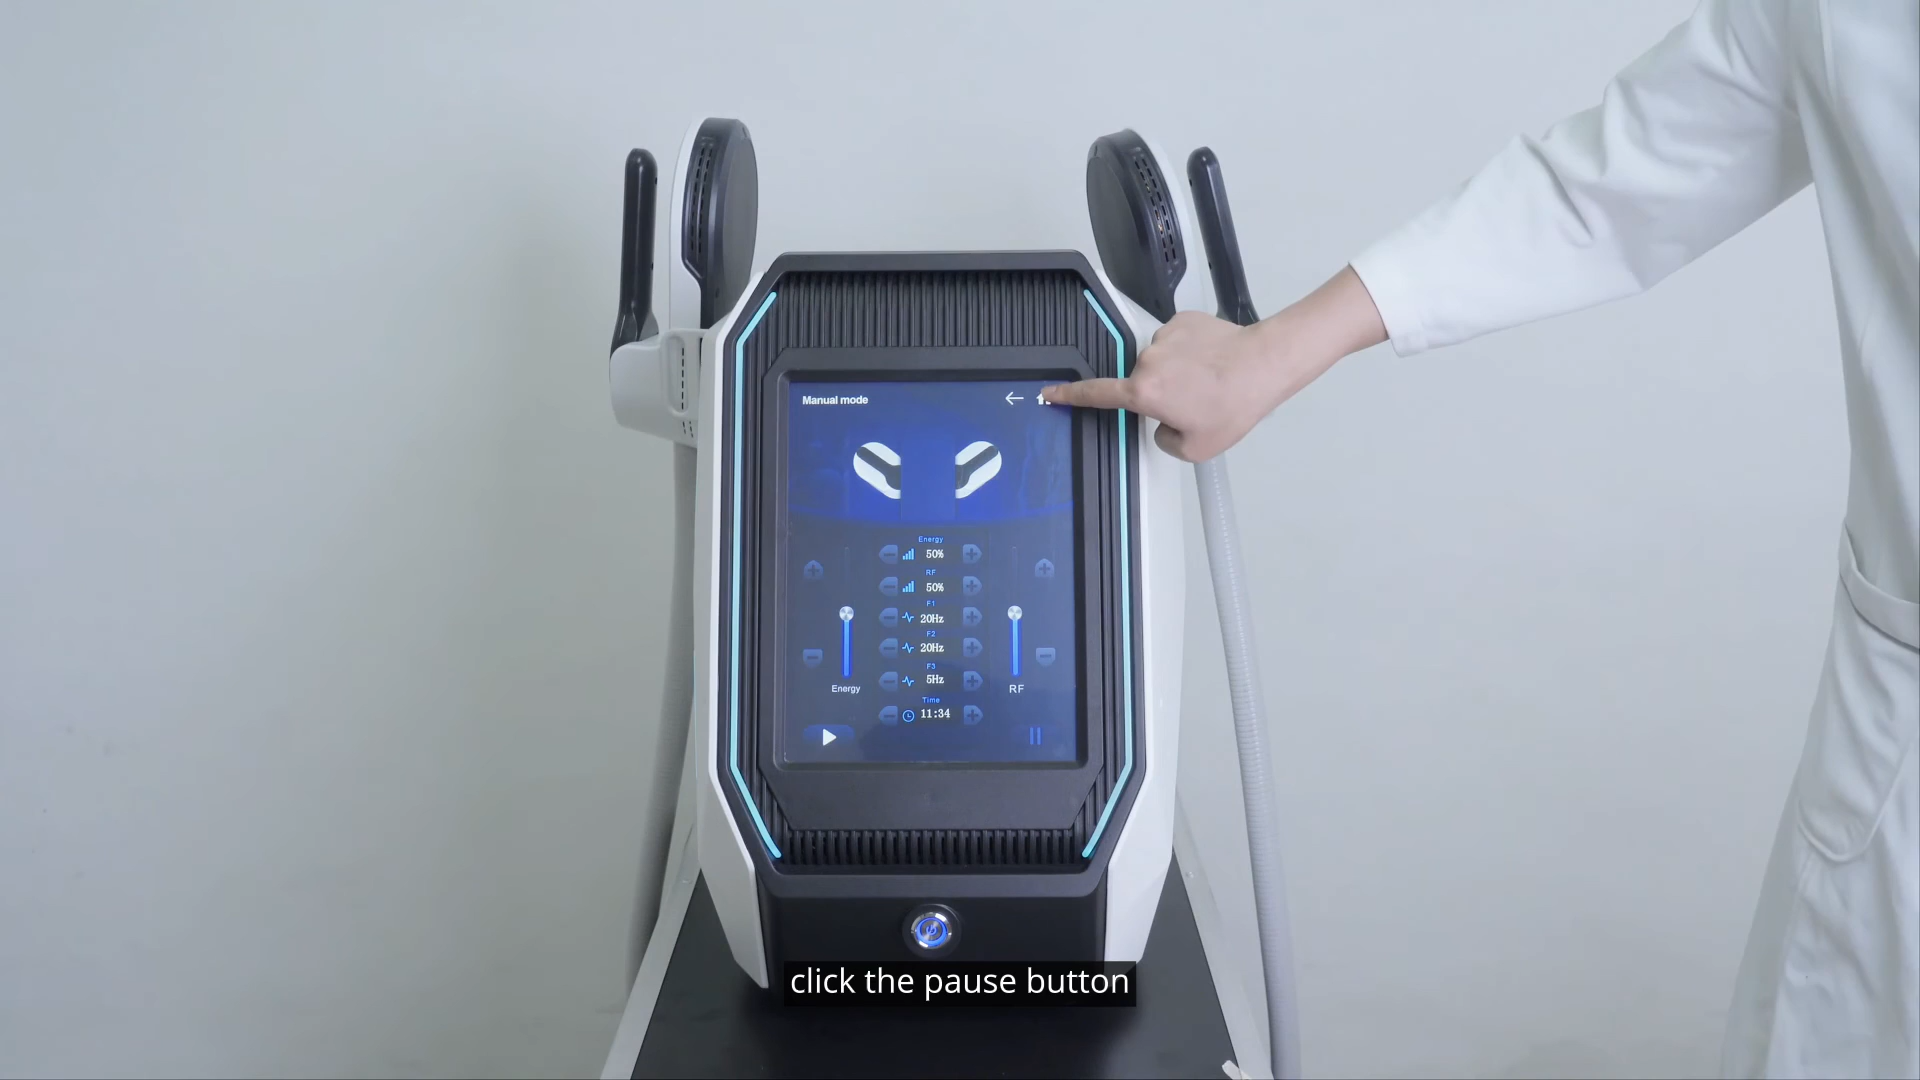 Manual mode
Energy
50%
RF
50%
F1
20Hz
F2
20Hz
F3
5Hz
Energy
RF
Time
11:34
click the pause button